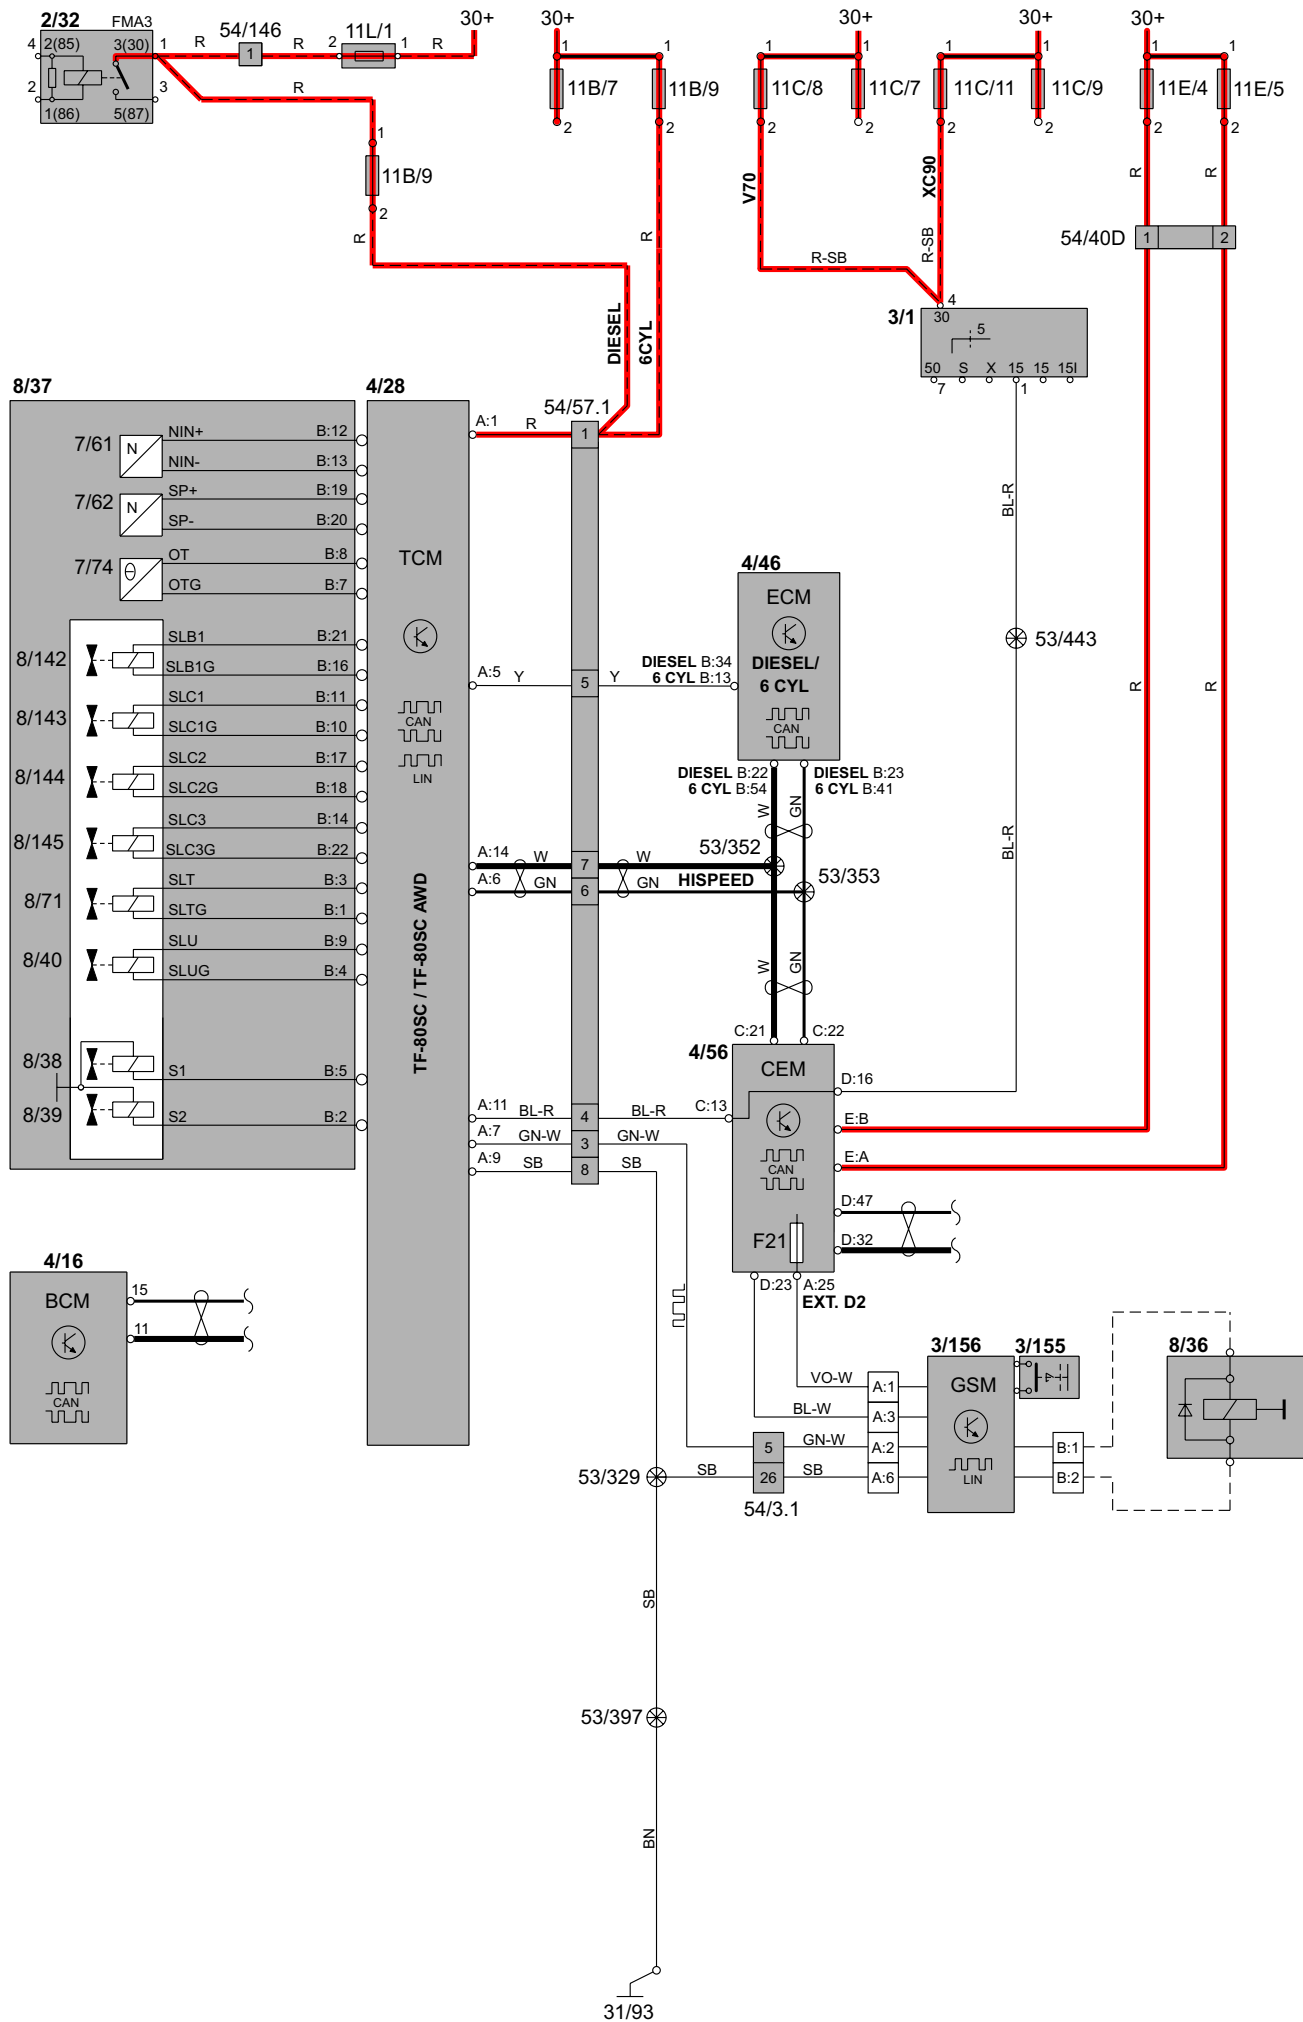 2/32 FMA3 54/146 11L/1 30+ 30+ 30+ 30+ 30+
4 2(85) 3(30) 1 R 1 R 2 1 R
2 3
1(86) 5(87)
R
1 1 1 1 1 1 1 1
11B/7 11B/9 11C/8 11C/7 11C/11 11C/9 11E/4 11E/5
2 2 2 2 2 2 2 2
1
11B/9
2
R
R
V70
XC90
R
R
54/40D 1 2
R-SB
R-SB
DIESEL
6CYL
4
3/1
30
5
50 S X 15 15 15I
7 1
8/37
4/28
54/57.1
A:1 R 1
7/61 N NIN+ B:12
NIN- B:13
7/62 N SP+ B:19
SP- B:20
7/74 θ OT B:8
OTG B:7
TCM
BL-R
4/46
ECM
DIESEL/
6 CYL
CAN
53/443
8/142 SLB1 B:21
SLB1G B:16
8/143 SLC1 B:11
SLC1G B:10
8/144 SLC2 B:17
SLC2G B:18
8/145 SLC3 B:14
SLC3G B:22
8/71 SLT B:3
SLTG B:1
8/40 SLU B:9
SLUG B:4
8/38
S1 B:5
8/39
S2 B:2
CAN
LIN
TF-80SC / TF-80SC AWD
A:5 Y 5 Y
DIESEL B:34
6 CYL B:13
R
R
DIESEL B:22
6 CYL B:54
DIESEL B:23
6 CYL B:41
W
GN
BL-R
A:14 W 7 W 53/352
A:6 GN 6 GN HISPEED 53/353
W
GN
C:21 C:22
4/56
CEM
D:16
A:11 BL-R 4 BL-R C:13
E:B
A:7 GN-W 3 GN-W
A:9 SB 8 SB
CAN
E:A
D:47
F21
D:32
D:23 A:25
EXT. D2
4/16
BCM
15
11
CAN
3/156 3/155 8/36
GSM
VO-W A:1
BL-W A:3
5 GN-W A:2 B:1
LIN
53/329 SB 26 SB A:6 B:2
54/3.1
SB
53/397
BN
31/93